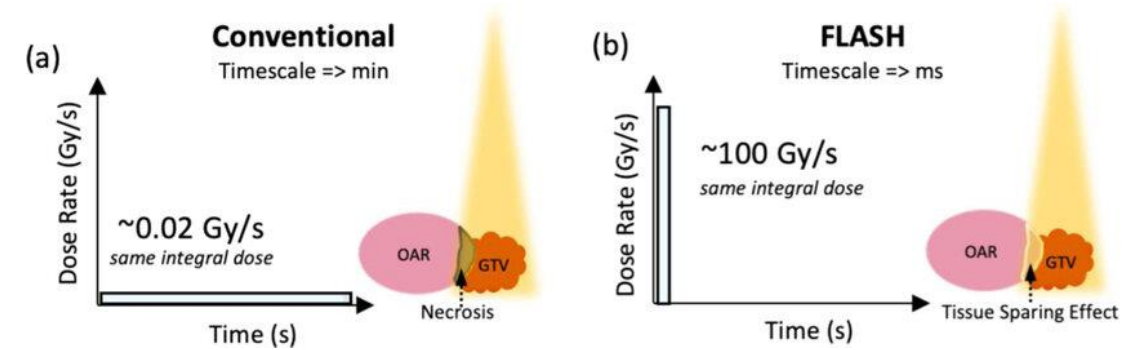 (a)
Conventional
Timescale => min
Dose Rate (Gy/s)
~0.02 Gy/s
same integral dose
OAR
GTV
Necrosis
Time (s)
(b)
FLASH
Timescale => ms
Dose Rate (Gy/s)
~100 Gy/s
same integral dose
OAR
GTV
Tissue Sparing Effect
Time (s)